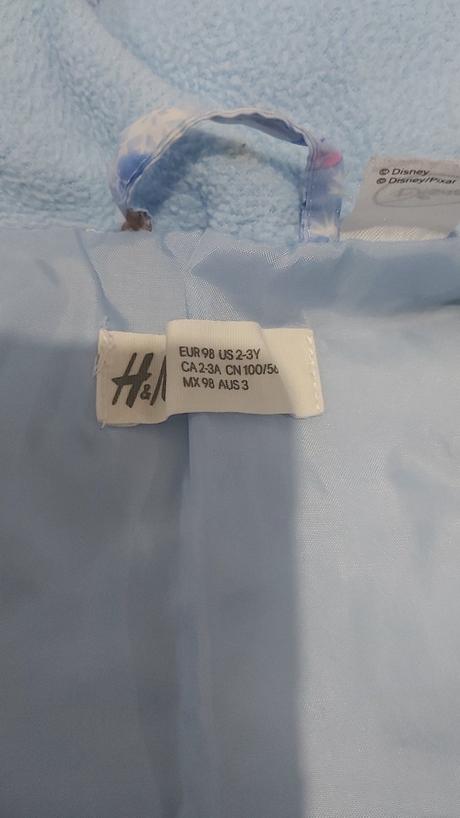 © Disney
© Disney/Pixar
H&M
EUR 98 US 2-3Y
CA 2-3A CN 100/56
MX 98 AUS 3